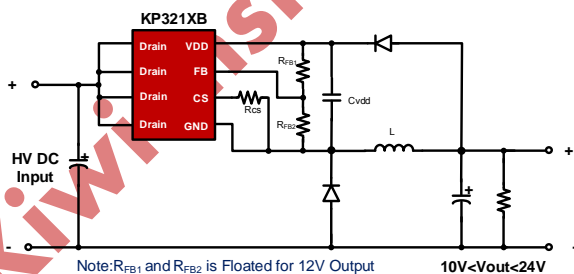 KP321XB
Drain VDD
Drain FB
Drain CS
Drain GND
RFB1
RFB2
Rcs
Cvdd
L
+
HV DC
Input
-
+
+
+
-
Note:RFB1 and RFB2 is Floated for 12V Output
10V<Vout<24V